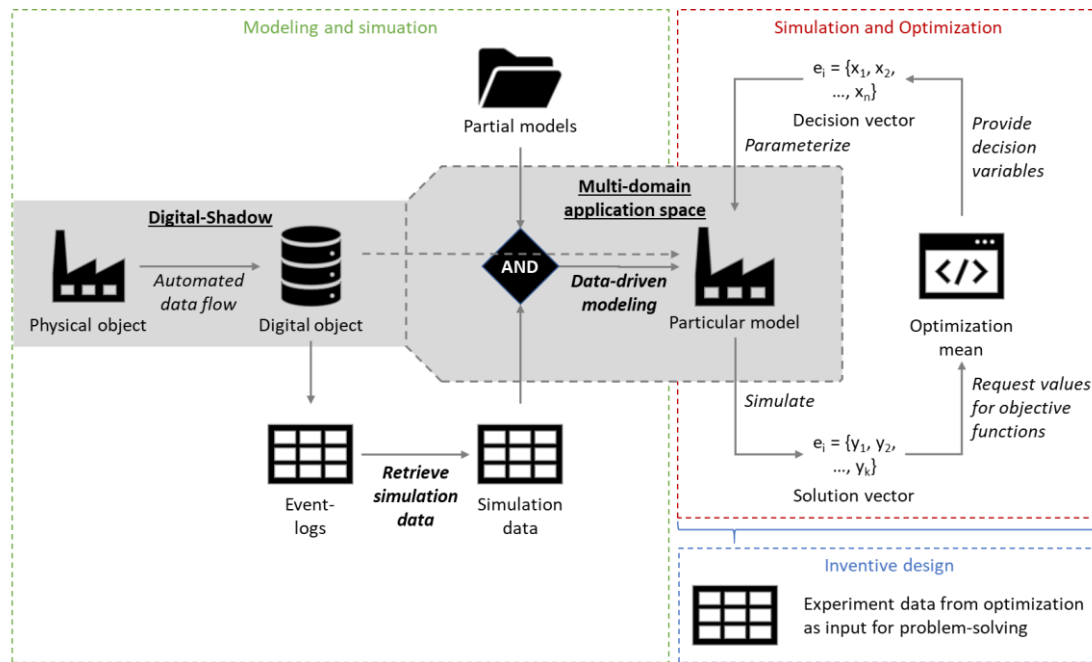 Modeling and simuation
Partial models
Digital-Shadow
Physical object
Automated
data flow
Digital object
Event-
logs
Retrieve
simulation
data
Simulation
data
AND
Data-driven
modeling
Multi-domain
application space
Particular model
Simulation and Optimization
eᵢ = {x₁, x₂,
..., xₙ}
Decision vector
Parameterize
Provide
decision
variables
</>
Optimization
mean
Simulate
Request values
for objective
functions
eᵢ = {y₁, y₂,
..., yₖ}
Solution vector
Inventive design
Experiment data from optimization
as input for problem-solving